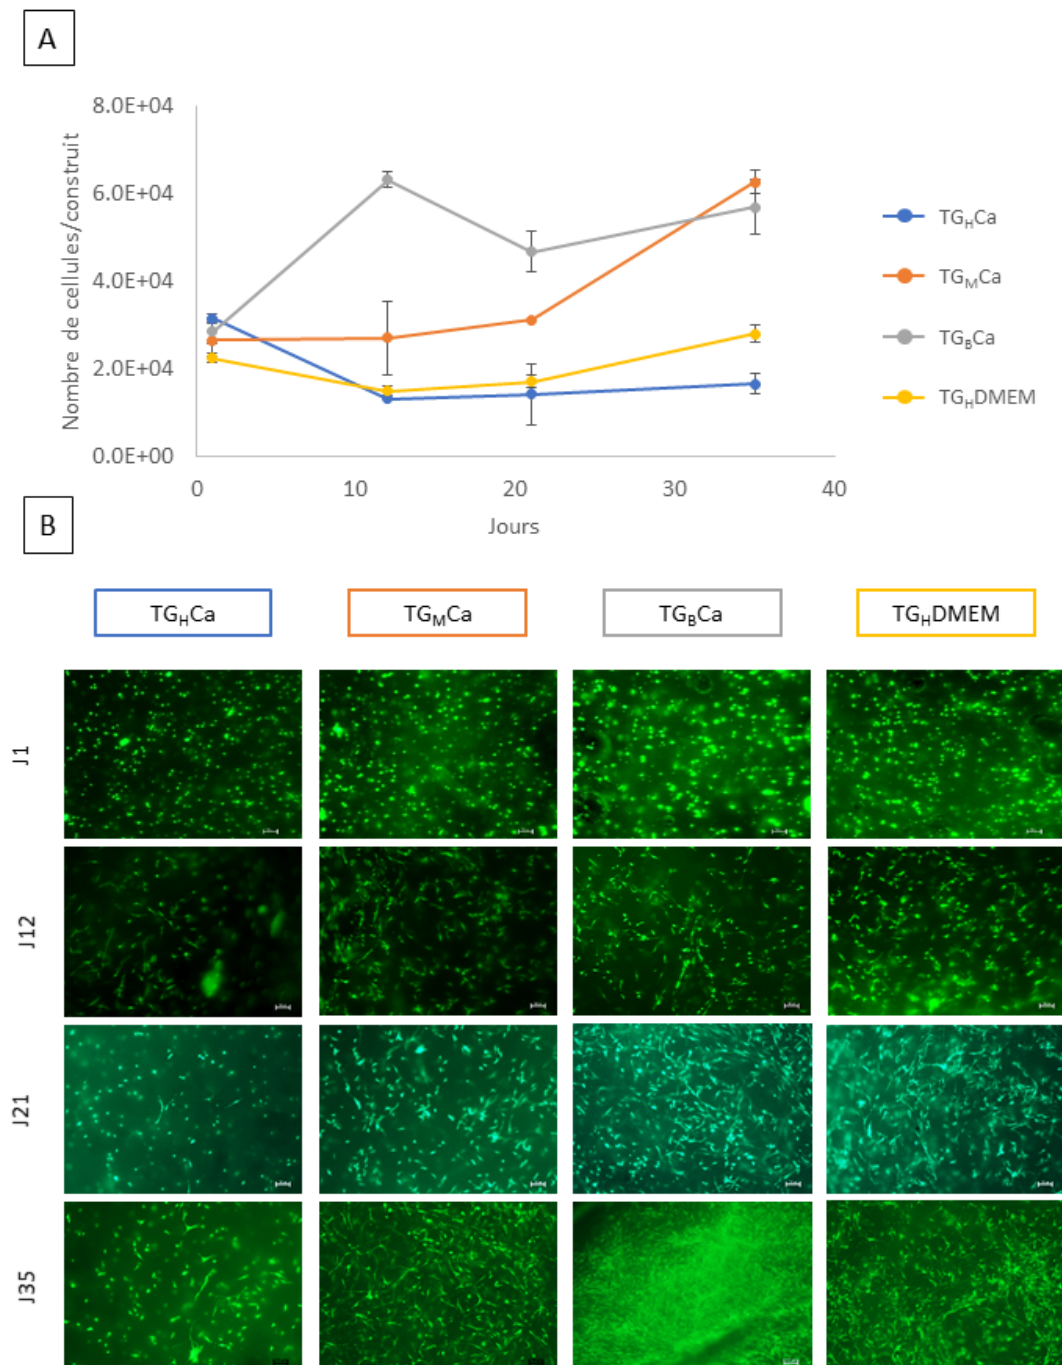 A
8.0E+04
6.0E+04
4.0E+04
2.0E+04
0.0E+00
Nombre de cellules/construit
0 10 20 30 40
Jours
TGHCa
TGMCa
TGBCa
TGHDMEM
B
TGHCa TGMCa TGBCa TGHDMEM
J1
J12
J21
J35